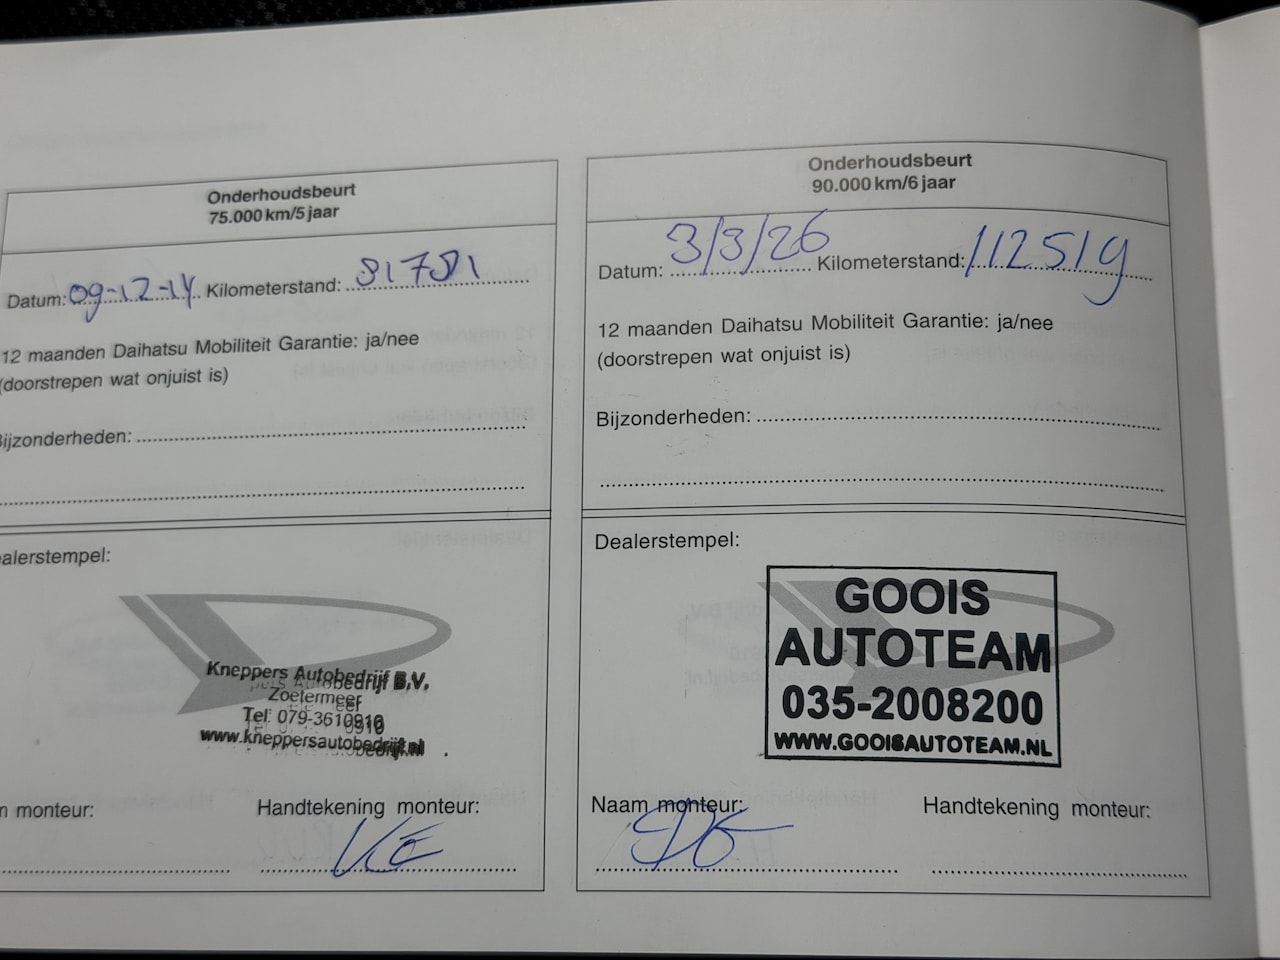 Onderhoudsbeurt
75.000 km/5 jaar
Datum: 09-12-14 Kilometerstand: 81781
12 maanden Daihatsu Mobiliteit Garantie: ja/nee
(doorstrepen wat onjuist is)
Bijzonderheden:
ealerstempel:
Kneppers Autobedrijf B.V.
Zoetermeer
Tel: 079-3610910
www.kneppersautobedrijf.nl
monteur:
Handtekening monteur:
Onderhoudsbeurt
90.000 km/6 jaar
Datum: 3/3/26 Kilometerstand: 112519
12 maanden Daihatsu Mobiliteit Garantie: ja/nee
(doorstrepen wat onjuist is)
Bijzonderheden:
Dealerstempel:
GOOIS
AUTOTEAM
035-2008200
WWW.GOOISAUTOTEAM.NL
Naam monteur:
Handtekening monteur: